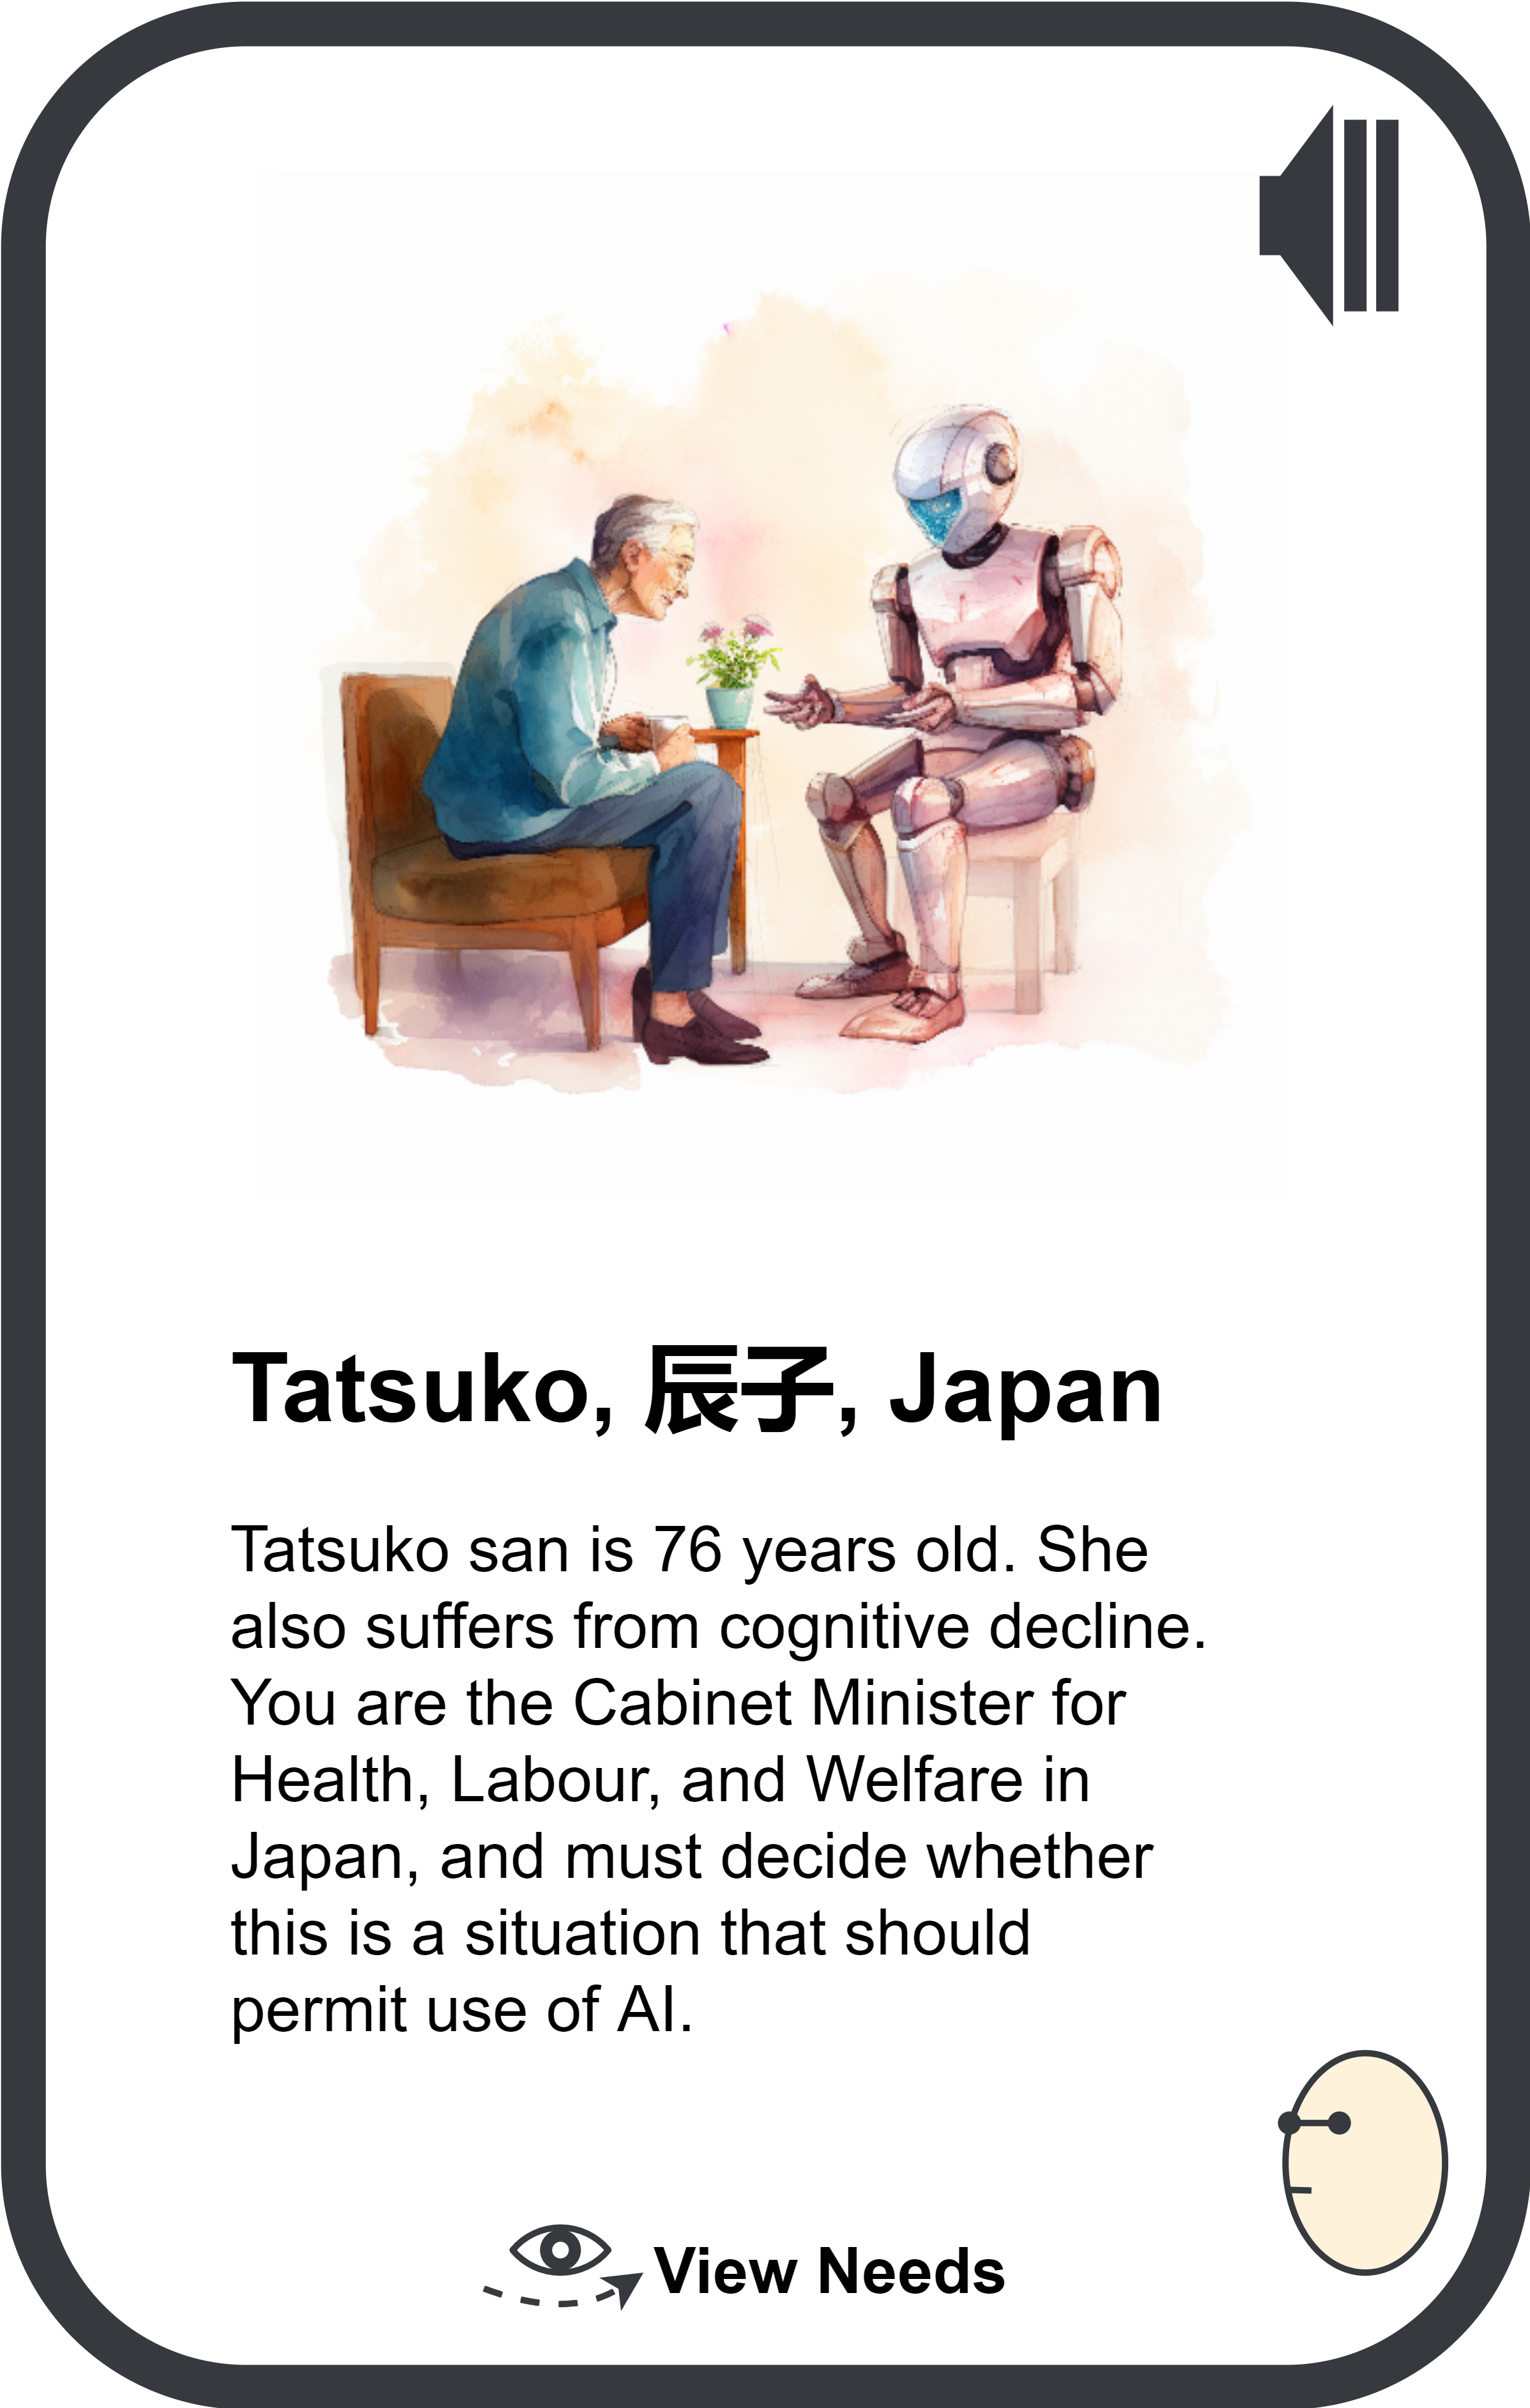 Tatsuko, 辰子, Japan
Tatsuko san is 76 years old. She
also suffers from cognitive decline.
You are the Cabinet Minister for
Health, Labour, and Welfare in
Japan, and must decide whether
this is a situation that should
permit use of AI.
View Needs